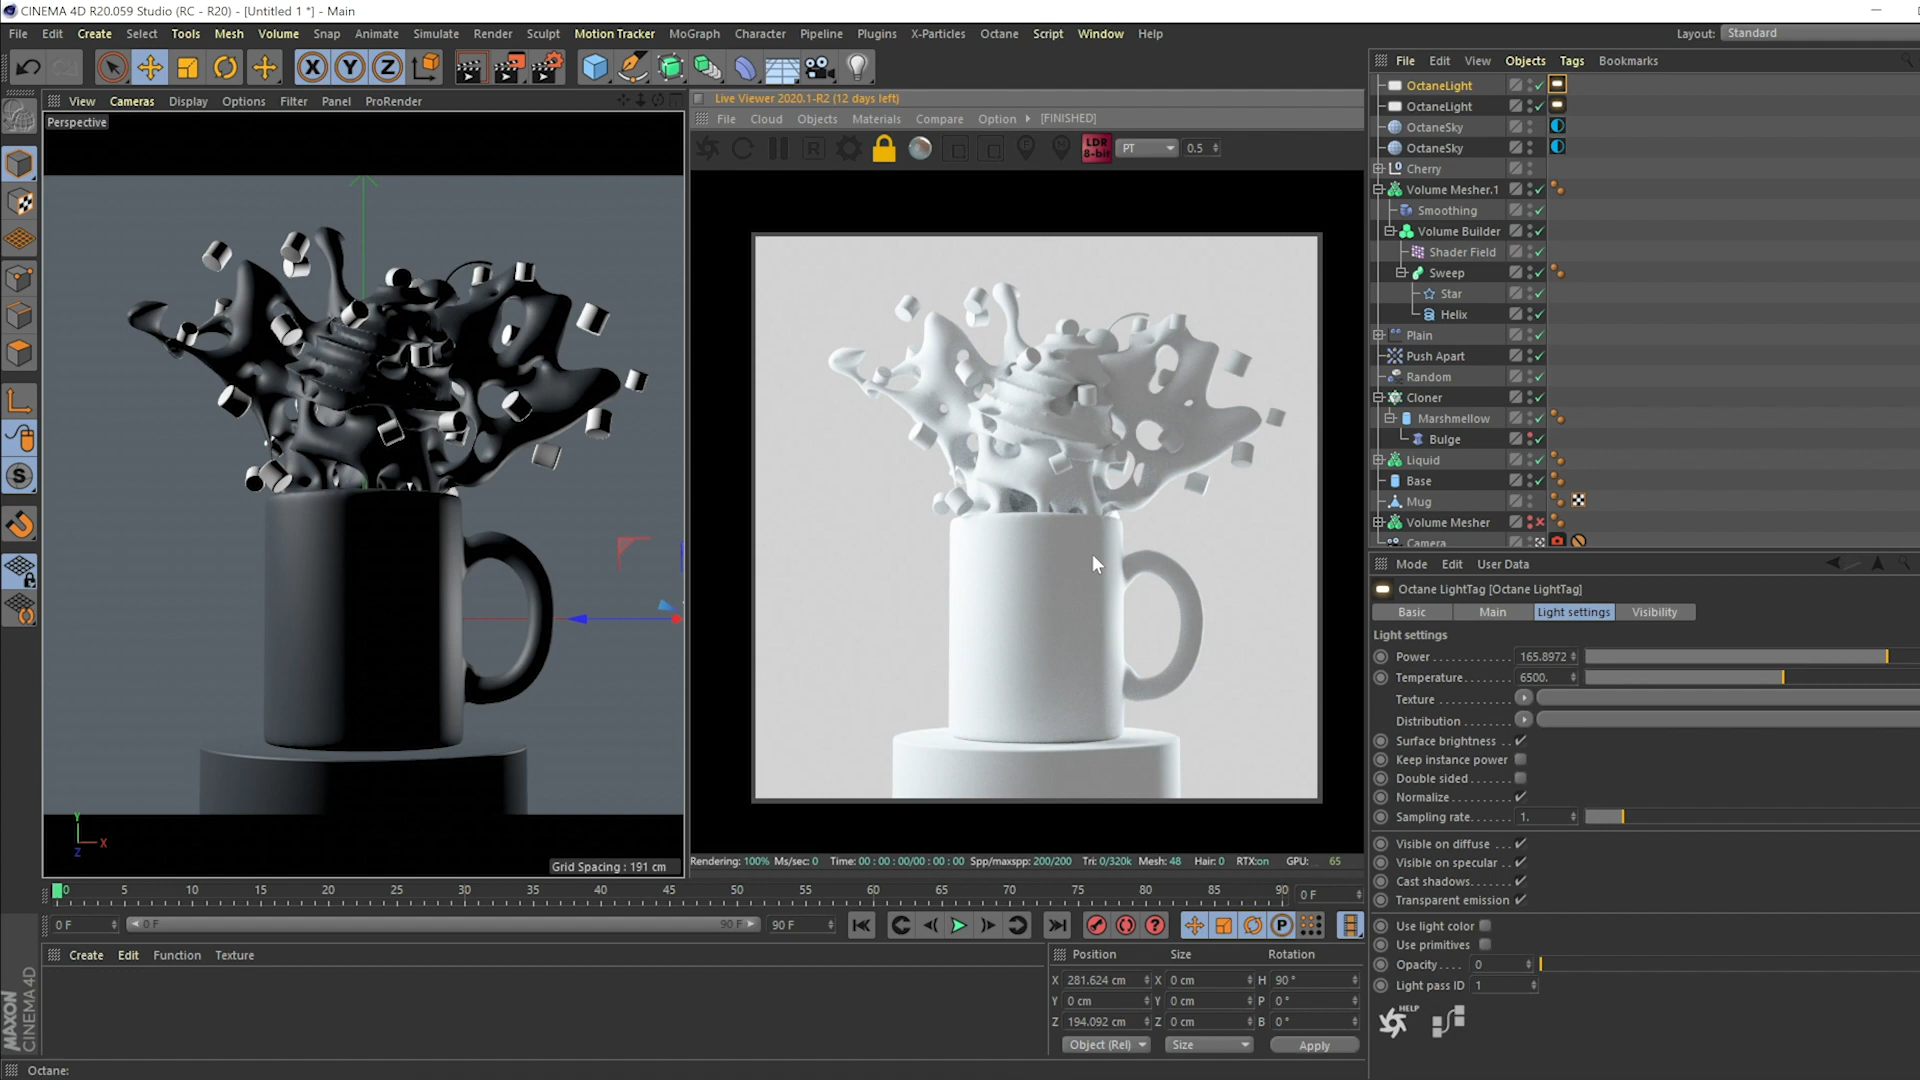 CINEMA 4D R20.059 Studio (RC - R20) - [Untitled 1 *] - Main
File Edit Create Select Tools Mesh Volume Snap Animate Simulate Render Sculpt Motion Tracker MoGraph Character Pipeline Plugins X-Particles Octane Script Window Help
Layout: Standard
View Cameras Display Options Filter Panel ProRender
Perspective
Y
X
Z
Grid Spacing : 191 cm
Live Viewer 2020.1-R2 (12 days left)
File Cloud Objects Materials Compare Option [FINISHED]
LDR 8-bit PT 0.5
Rendering: 100% Ms/sec: 0 Time: 00 : 00 : 00/00 : 00 : 00 Spp/maxspp: 200/200 Tri: 0/320k Mesh: 48 Hair: 0 RTX:on GPU: 65
0 5 10 15 20 25 30 35 40 45 50 55 60 65 70 75 80 85 90 0 F
0 F 0 F 90 F 90 F
Create Edit Function Texture
Position Size Rotation
X 281.624 cm X 0 cm H 90 °
Y 0 cm Y 0 cm P 0 °
Z 194.092 cm Z 0 cm B 0 °
Object (Rel) Size Apply
MAXON CINEMA 4D
Octane:
File Edit View Objects Tags Bookmarks
OctaneLight
OctaneLight
OctaneSky
OctaneSky
Cherry
Volume Mesher.1
Smoothing
Volume Builder
Shader Field
Sweep
Star
Helix
Plain
Push Apart
Random
Cloner
Marshmellow
Bulge
Liquid
Base
Mug
Volume Mesher
Camera
Mode Edit User Data
Octane LightTag [Octane LightTag]
Basic Main Light settings Visibility
Light settings
Power 165.8972
Temperature 6500.
Texture
Distribution
Surface brightness
Keep instance power
Double sided
Normalize
Sampling rate 1.
Visible on diffuse
Visible on specular
Cast shadows
Transparent emission
Use light color
Use primitives
Opacity 0
Light pass ID 1
HELP